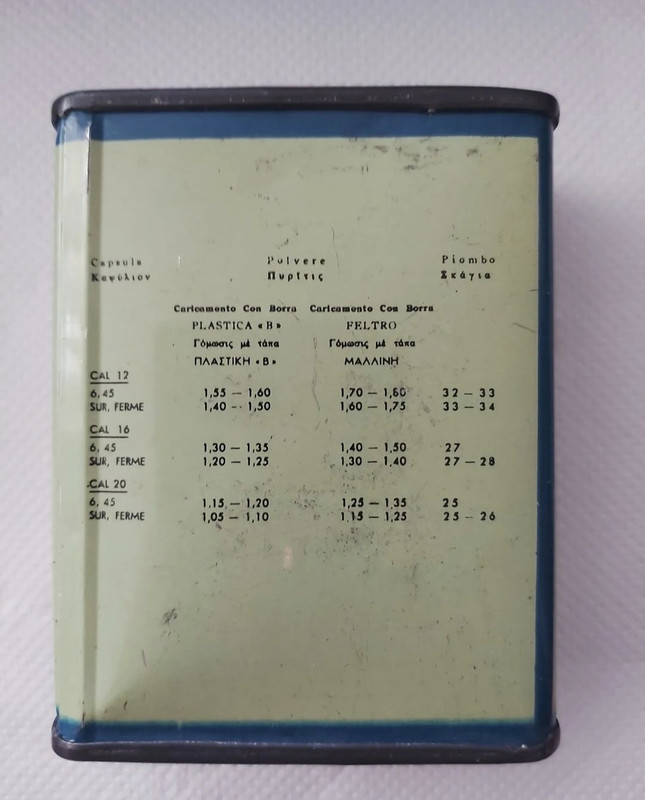 Capsula Polvere Piombo
Καψύλιον Πυρῖτις Σκάγια
Caricamento Con Borra Caricamento Con Borra
PLASTICA «B» FELTRO
Γόμωσις μὲ τάπα Γόμωσις μὲ τάπα
ΠΛΑΣΤΙΚΗ «B» ΜΑΛΛΙΝΗ
CAL 12
6,45 1,55 — 1,60 1,70 — 1,80 32 — 33
SUR, FERME 1,40 — 1,50 1,60 — 1,75 33 — 34
CAL 16
6,45 1,30 — 1,35 1,40 — 1,50 27
SUR, FERME 1,20 — 1,25 1,30 — 1,40 27 — 28
CAL 20
6,45 1,15 — 1,20 1,25 — 1,35 25
SUR, FERME 1,05 — 1,10 1,15 — 1,25 25 — 26